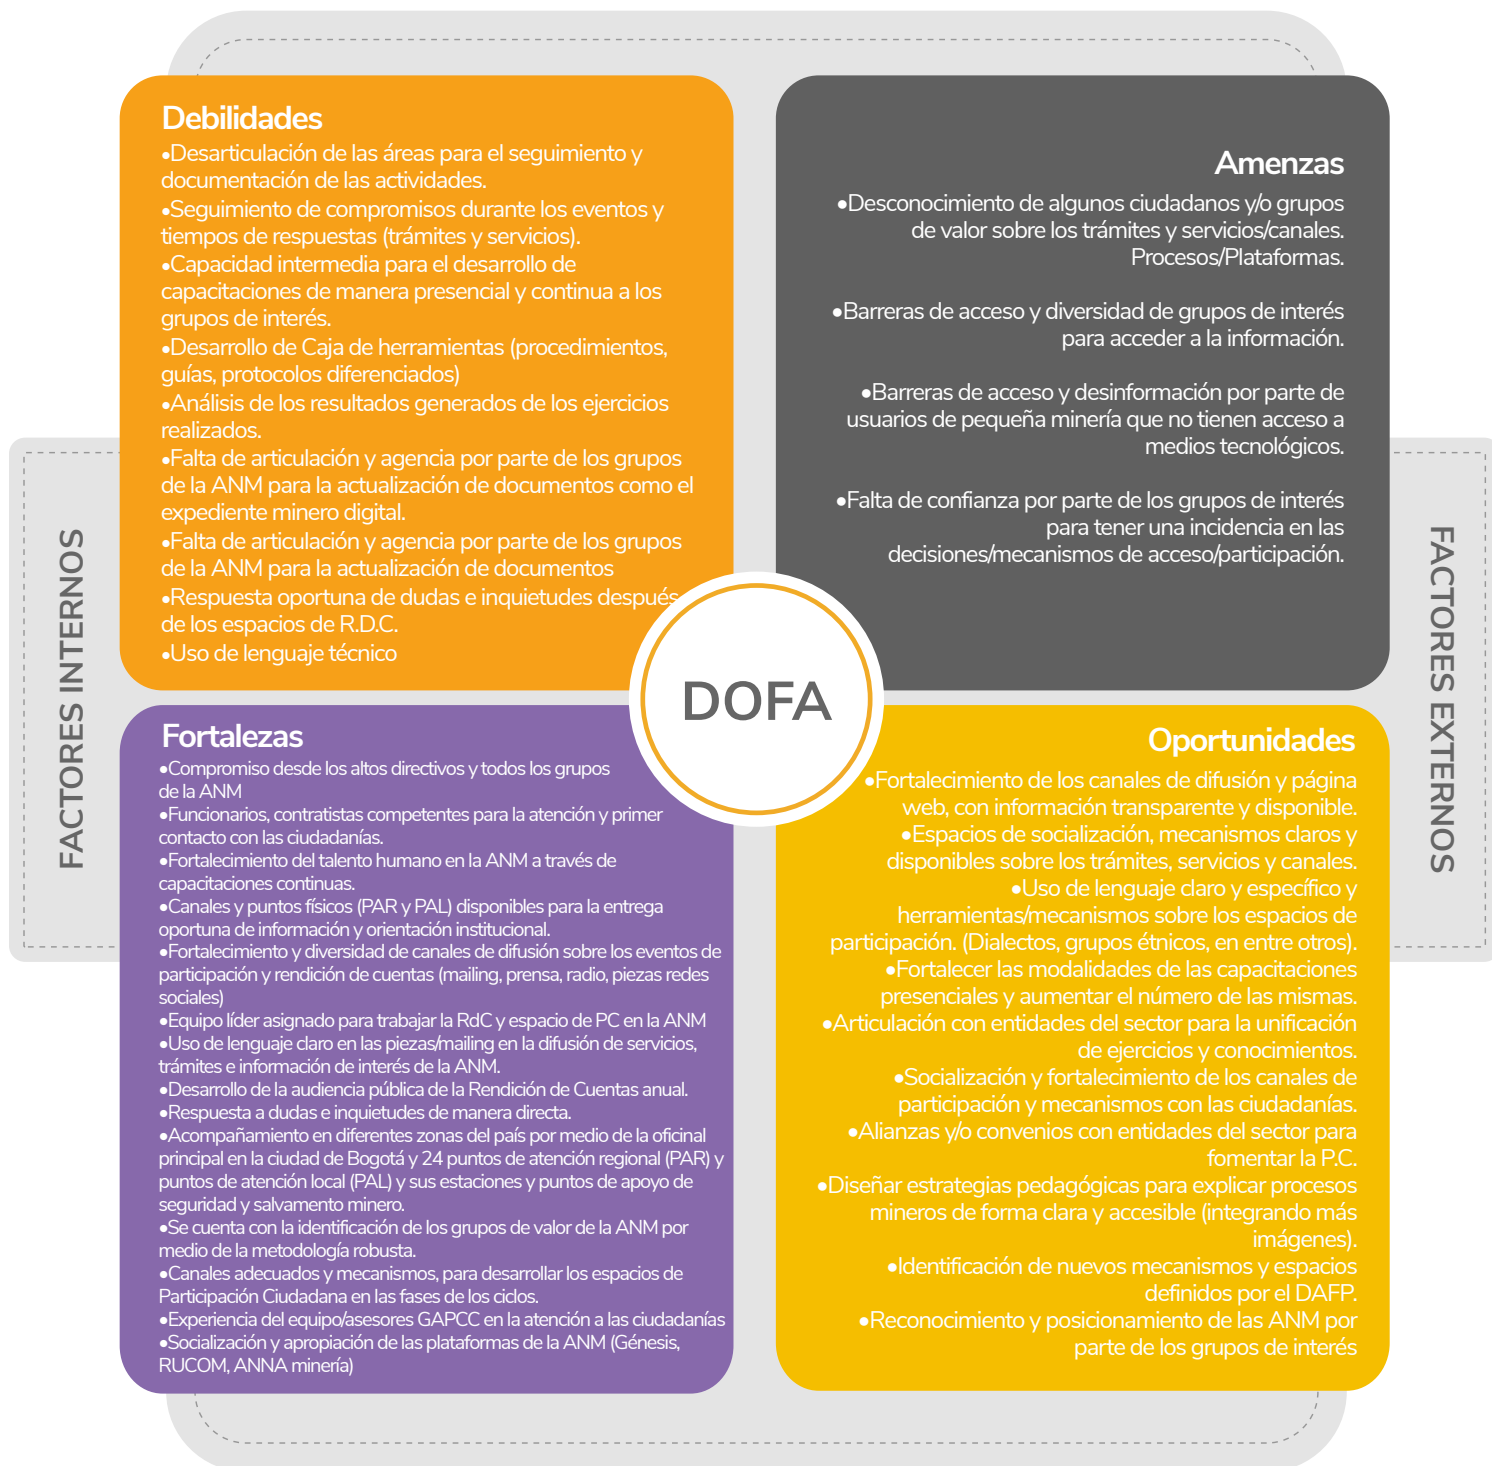 Debilidades
•Desarticulación de las áreas para el seguimiento y
documentación de las actividades.
•Seguimiento de compromisos durante los eventos y
tiempos de respuestas (trámites y servicios).
•Capacidad intermedia para el desarrollo de
capacitaciones de manera presencial y continua a los
grupos de interés.
•Desarrollo de Caja de herramientas (procedimientos,
guías, protocolos diferenciados)
•Análisis de los resultados generados de los ejercicios
realizados.
•Falta de articulación y agencia por parte de los grupos
de la ANM para la actualización de documentos como el
expediente minero digital.
•Falta de articulación y agencia por parte de los grupos
de la ANM para la actualización de documentos
•Respuesta oportuna de dudas e inquietudes después
de los espacios de R.D.C.
•Uso de lenguaje técnico
Amenzas
•Desconocimiento de algunos ciudadanos y/o grupos
de valor sobre los trámites y servicios/canales.
Procesos/Plataformas.
•Barreras de acceso y diversidad de grupos de interés
para acceder a la información.
•Barreras de acceso y desinformación por parte de
usuarios de pequeña minería que no tienen acceso a
medios tecnológicos.
•Falta de confianza por parte de los grupos de interés
para tener una incidencia en las
decisiones/mecanismos de acceso/participación.
FACTORES INTERNOS
DOFA
FACTORES EXTERNOS
Fortalezas
•Compromiso desde los altos directivos y todos los grupos
de la ANM
•Funcionarios, contratistas competentes para la atención y primer
contacto con las ciudadanías.
•Fortalecimiento del talento humano en la ANM a través de
capacitaciones continuas.
•Canales y puntos físicos (PAR y PAL) disponibles para la entrega
oportuna de información y orientación institucional.
•Fortalecimiento y diversidad de canales de difusión sobre los eventos de
participación y rendición de cuentas (mailing, prensa, radio, piezas redes
sociales)
•Equipo líder asignado para trabajar la RdC y espacio de PC en la ANM
•Uso de lenguaje claro en las piezas/mailing en la difusión de servicios,
trámites e información de interés de la ANM.
•Desarrollo de la audiencia pública de la Rendición de Cuentas anual.
•Respuesta a dudas e inquietudes de manera directa.
•Acompañamiento en diferentes zonas del país por medio de la oficinal
principal en la ciudad de Bogotá y 24 puntos de atención regional (PAR) y
puntos de atención local (PAL) y sus estaciones y puntos de apoyo de
seguridad y salvamento minero.
•Se cuenta con la identificación de los grupos de valor de la ANM por
medio de la metodología robusta.
•Canales adecuados y mecanismos, para desarrollar los espacios de
Participación Ciudadana en las fases de los ciclos.
•Experiencia del equipo/asesores GAPCC en la atención a las ciudadanías
•Socialización y apropiación de las plataformas de la ANM (Génesis,
RUCOM, ANNA minería)
Oportunidades
•Fortalecimiento de los canales de difusión y página
web, con información transparente y disponible.
•Espacios de socialización, mecanismos claros y
disponibles sobre los trámites, servicios y canales.
•Uso de lenguaje claro y específico y
herramientas/mecanismos sobre los espacios de
participación. (Dialectos, grupos étnicos, en entre otros).
•Fortalecer las modalidades de las capacitaciones
presenciales y aumentar el número de las mismas.
•Articulación con entidades del sector para la unificación
de ejercicios y conocimientos.
•Socialización y fortalecimiento de los canales de
participación y mecanismos con las ciudadanías.
•Alianzas y/o convenios con entidades del sector para
fomentar la P.C.
•Diseñar estrategias pedagógicas para explicar procesos
mineros de forma clara y accesible (integrando más
imágenes).
•Identificación de nuevos mecanismos y espacios
definidos por el DAFP.
•Reconocimiento y posicionamiento de las ANM por
parte de los grupos de interés